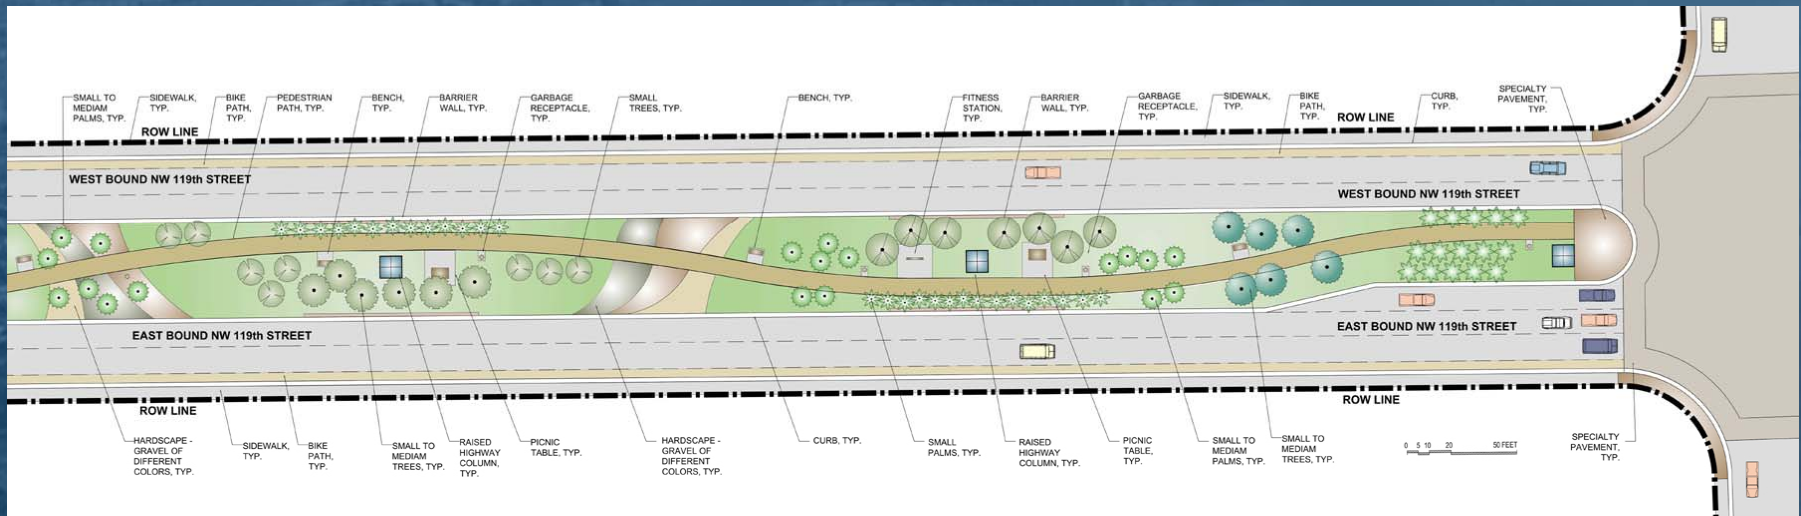 SMALL TO
MEDIAM
PALMS, TYP.
SIDEWALK,
TYP.
BIKE
PATH,
TYP.
PEDESTRIAN
PATH, TYP.
BENCH,
TYP.
BARRIER
WALL, TYP.
GARBAGE
RECEPTACLE,
TYP.
SMALL
TREES, TYP.
BENCH, TYP.
FITNESS
STATION,
TYP.
BARRIER
WALL, TYP.
GARBAGE
RECEPTACLE,
TYP.
SIDEWALK,
TYP.
BIKE
PATH,
TYP.
CURB,
TYP.
SPECIALTY
PAVEMENT,
TYP.
ROW LINE
ROW LINE
WEST BOUND NW 119th STREET
WEST BOUND NW 119th STREET
EAST BOUND NW 119th STREET
EAST BOUND NW 119th STREET
ROW LINE
ROW LINE
HARDSCAPE -
GRAVEL OF
DIFFERENT
COLORS, TYP.
SIDEWALK,
TYP.
BIKE
PATH,
TYP.
SMALL TO
MEDIAM
TREES, TYP.
RAISED
HIGHWAY
COLUMN,
TYP.
PICNIC
TABLE, TYP.
HARDSCAPE -
GRAVEL OF
DIFFERENT
COLORS, TYP.
CURB, TYP.
SMALL
PALMS, TYP.
RAISED
HIGHWAY
COLUMN, TYP.
PICNIC
TABLE,
TYP.
SMALL TO
MEDIAM
PALMS, TYP.
SMALL TO
MEDIAM
TREES, TYP.
0 5 10 20 50 FEET
SPECIALTY
PAVEMENT,
TYP.